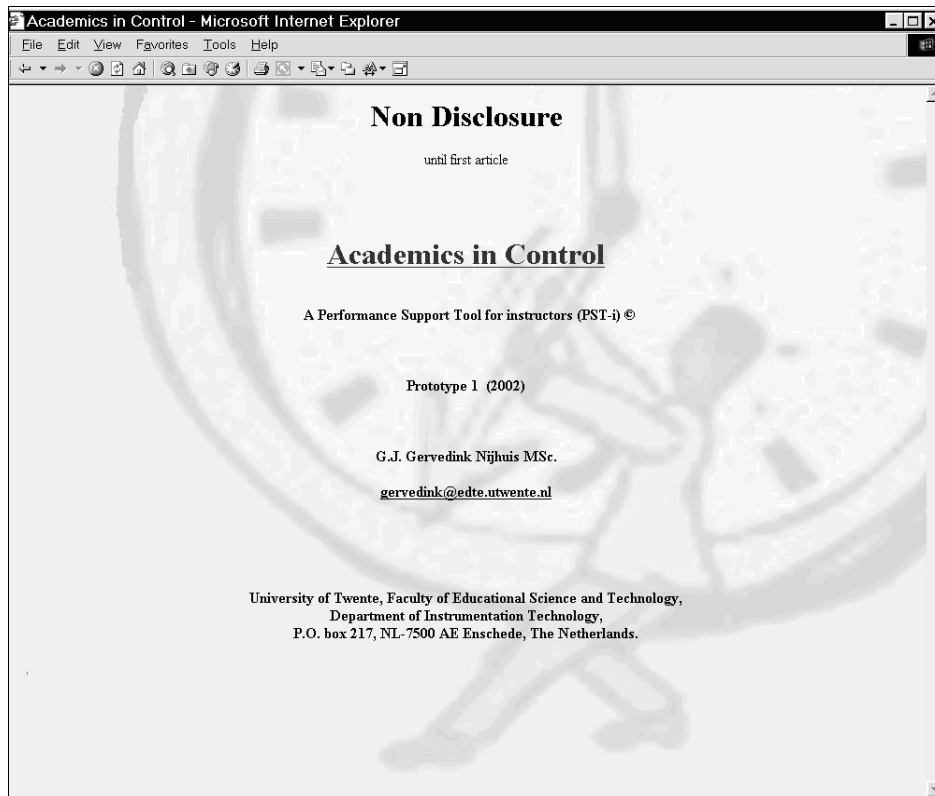 Academics in Control - Microsoft Internet Explorer
File Edit View Favorites Tools Help
Non Disclosure
until first article
Academics in Control
A Performance Support Tool for instructors (PST-i) ©
Prototype 1 (2002)
G.J. Gervedink Nijhuis MSc.
gervedink@edte.utwente.nl
University of Twente, Faculty of Educational Science and Technology,
Department of Instrumentation Technology,
P.O. box 217, NL-7500 AE Enschede, The Netherlands.